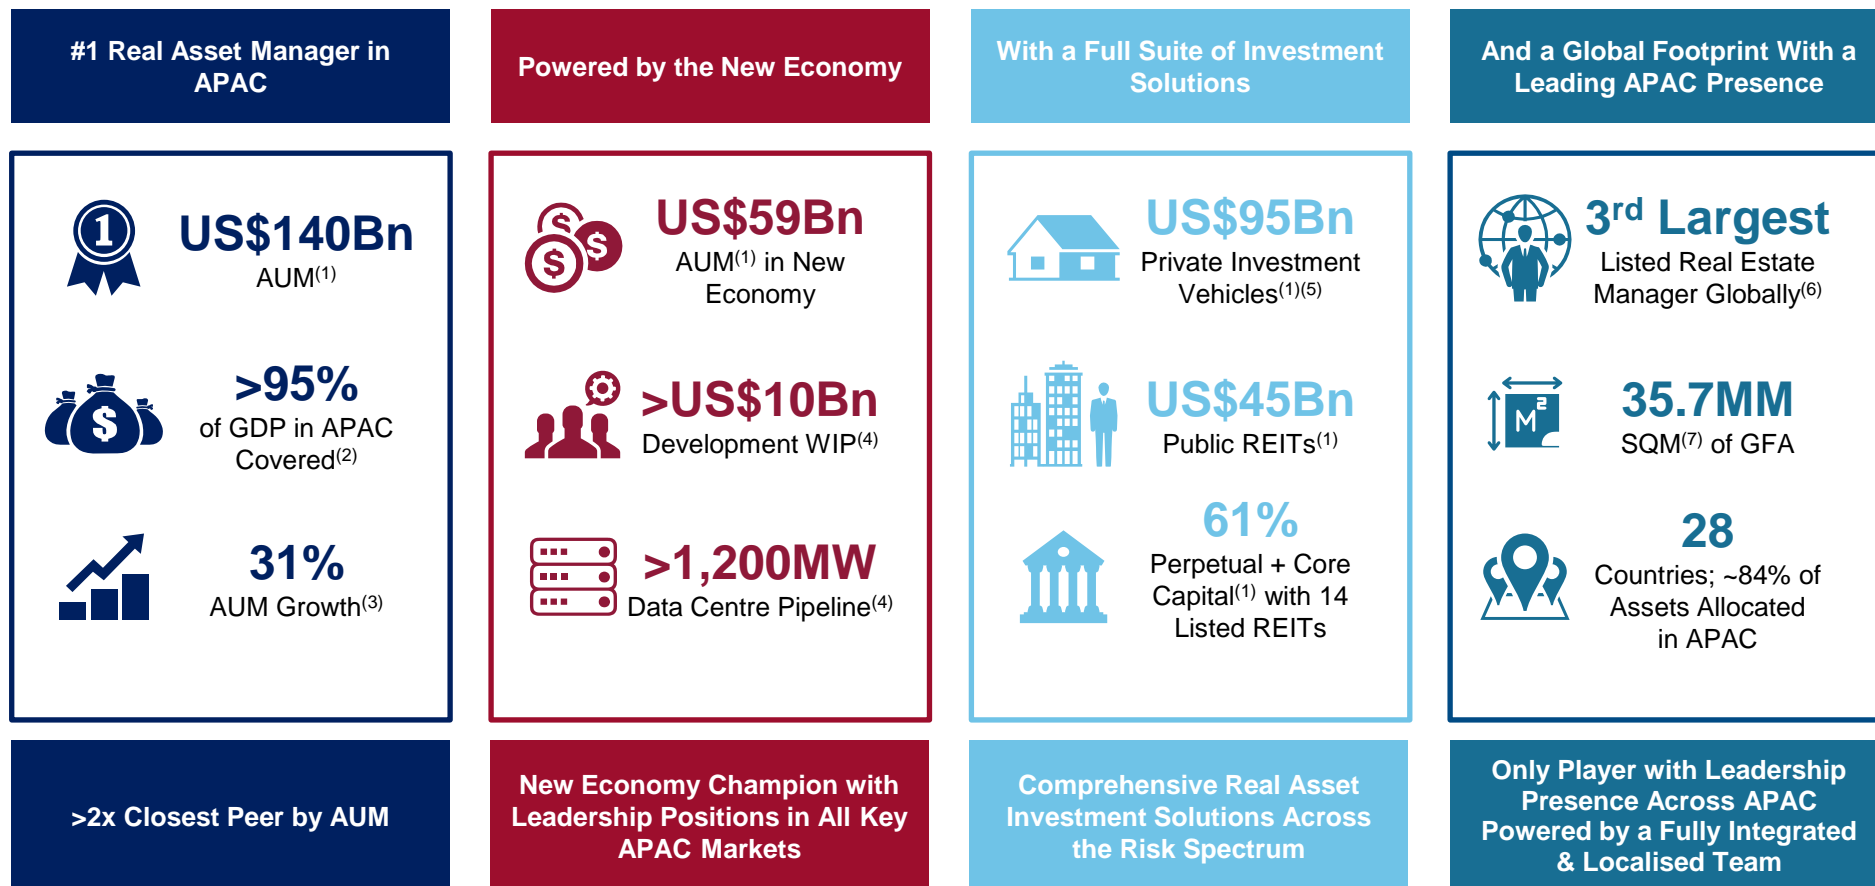 #1 Real Asset Manager in
APAC
US$140Bn
AUM(1)
>95%
of GDP in APAC
Covered(2)
31%
AUM Growth(3)
>2x Closest Peer by AUM
Powered by the New Economy
US$59Bn
AUM(1) in New
Economy
>US$10Bn
Development WIP(4)
>1,200MW
Data Centre Pipeline(4)
New Economy Champion with
Leadership Positions in All Key
APAC Markets
With a Full Suite of Investment
Solutions
US$95Bn
Private Investment
Vehicles(1)(5)
US$45Bn
Public REITs(1)
61%
Perpetual + Core
Capital(1) with 14
Listed REITs
Comprehensive Real Asset
Investment Solutions Across
the Risk Spectrum
And a Global Footprint With a
Leading APAC Presence
3rd Largest
Listed Real Estate
Manager Globally(6)
M²
35.7MM
SQM(7) of GFA
28
Countries; ~84% of
Assets Allocated
in APAC
Only Player with Leadership
Presence Across APAC
Powered by a Fully Integrated
& Localised Team